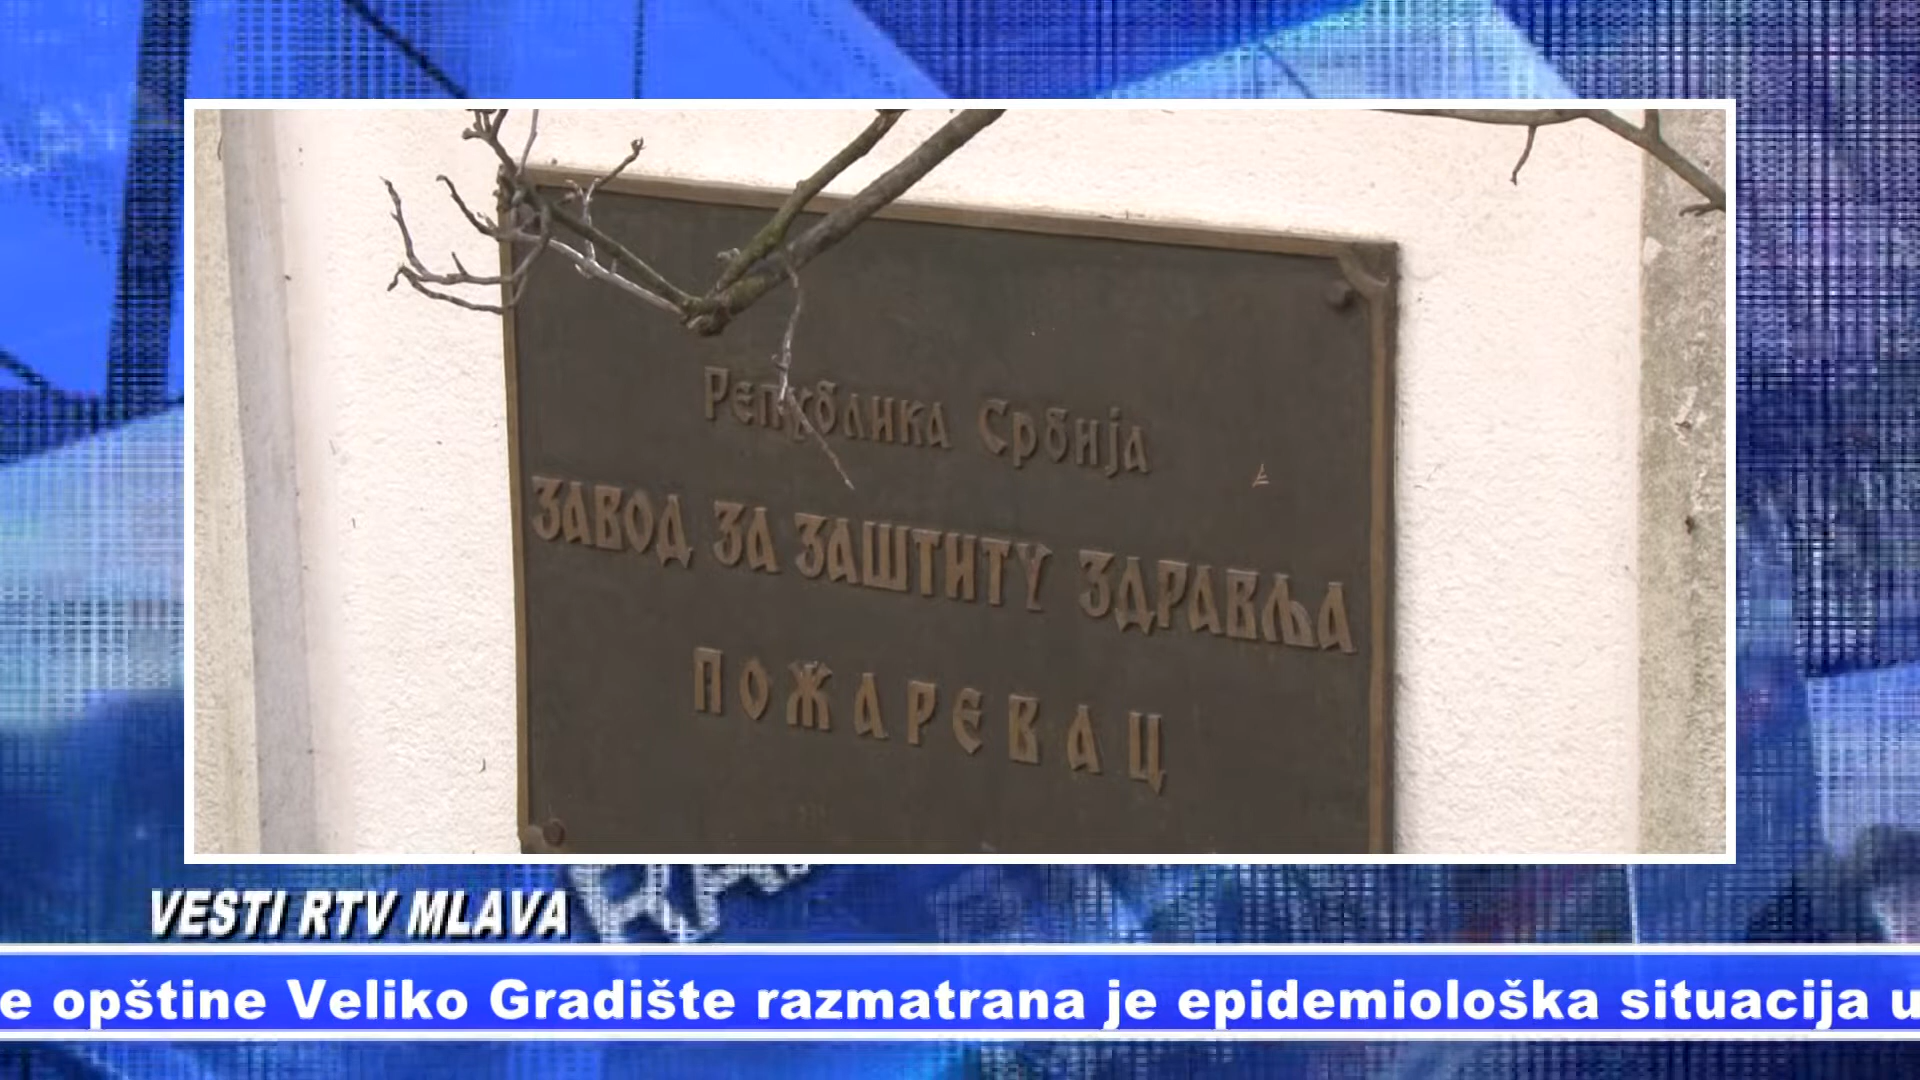 Република Србија
ЗАВОД ЗА ЗАШТИТУ ЗДРАВЉА
ПОЖАРЕВАЦ
VESTI RTV MLAVA
e opštine Veliko Gradište razmatrana je epidemiološka situacija u